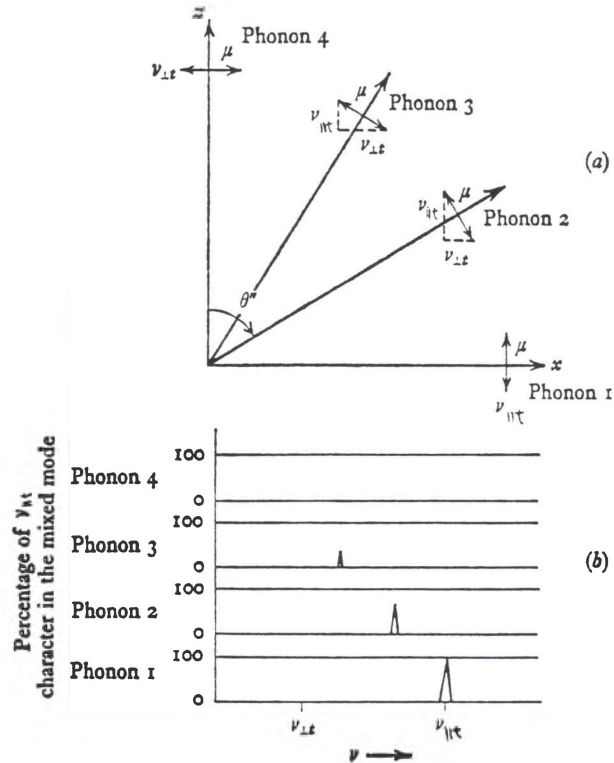 z
Phonon 4
μ
ν⊥t
μ
Phonon 3
ν∥t
ν⊥t
(a)
μ
ν∥t
Phonon 2
ν⊥t
θ″
μ
x
Phonon 1
ν∥t
Percentage of ν∥t
character in the mixed mode
100
Phonon 4
0
100
Phonon 3
0
(b)
100
Phonon 2
0
100
Phonon 1
0
ν⊥t
ν∥t
ν